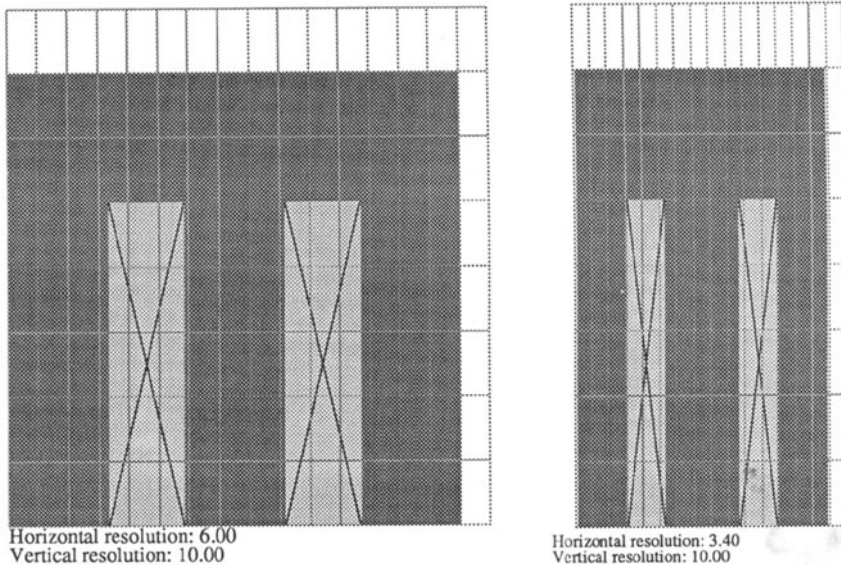 Horizontal resolution: 6.00
Vertical resolution: 10.00
Horizontal resolution: 3.40
Vertical resolution: 10.00